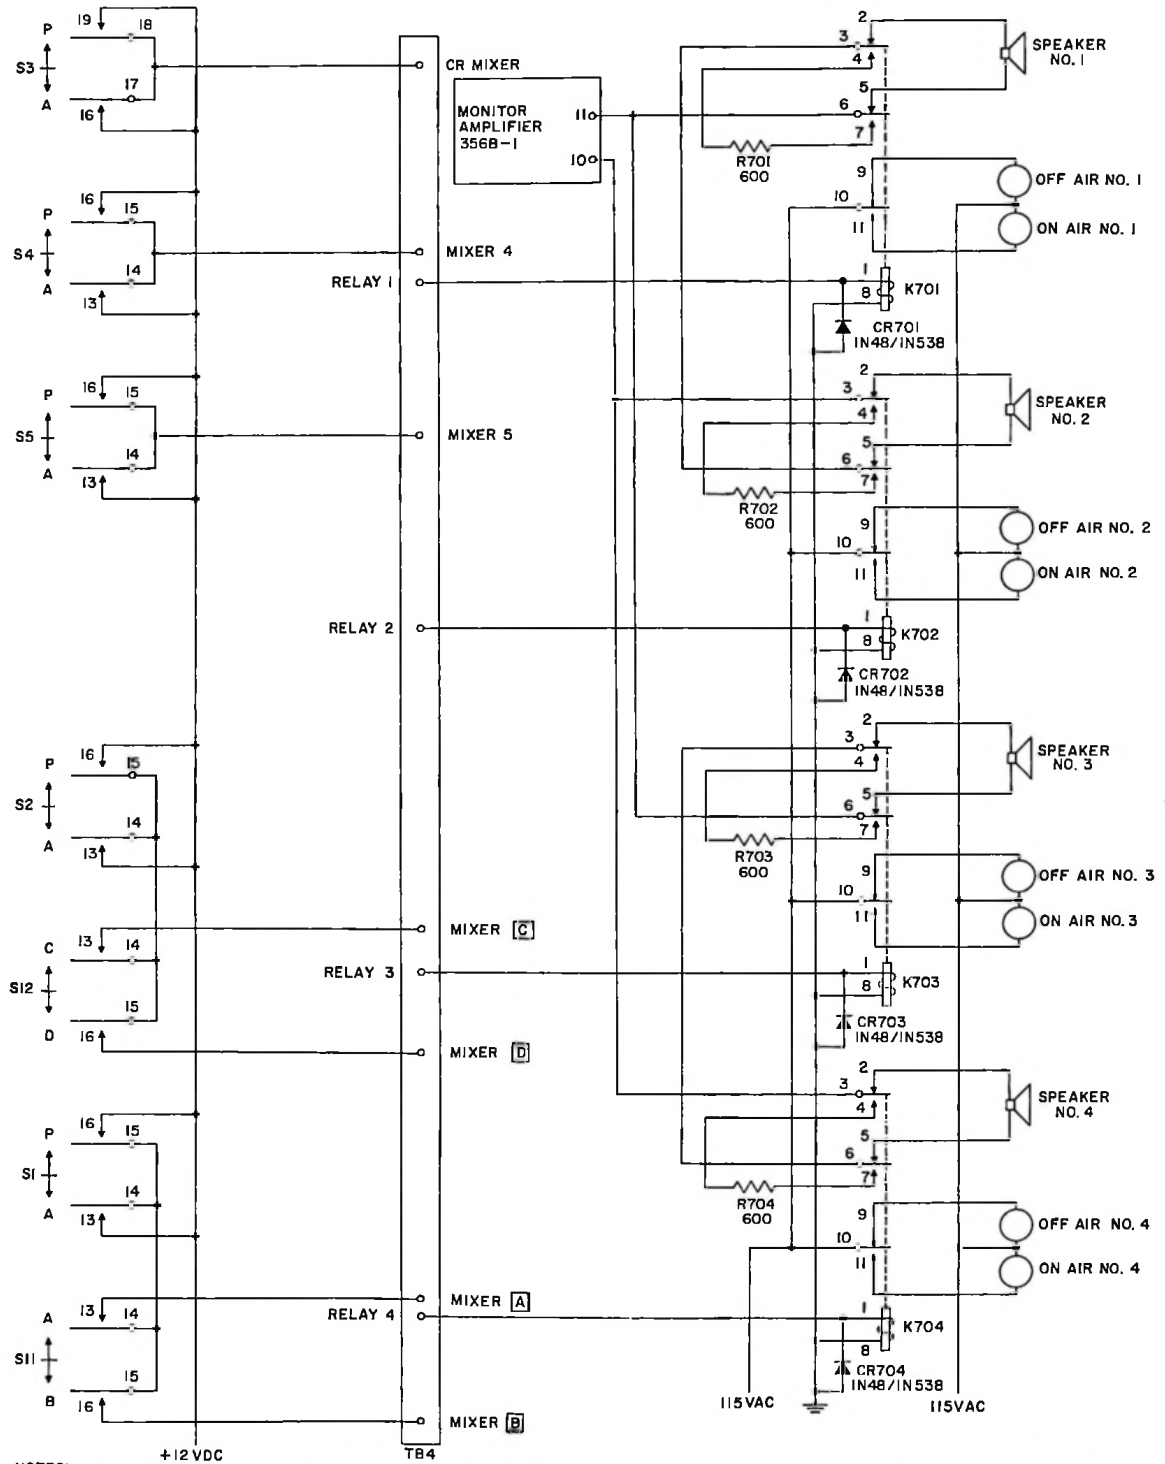 19
18
P
S3
17
A
16
CR MIXER
MONITOR
AMPLIFIER
356B-1
11
10
2
3
4
5
6
7
SPEAKER
NO. 1
R701
600
9
10
11
OFF AIR NO. 1
ON AIR NO. 1
16
15
P
S4
14
A
13
MIXER 4
RELAY 1
1
8
K701
CR701
IN48/IN538
16
15
P
S5
14
A
13
MIXER 5
2
3
4
5
6
7
SPEAKER
NO. 2
R702
600
9
10
11
OFF AIR NO. 2
ON AIR NO. 2
RELAY 2
1
8
K702
CR702
IN48/IN538
16
15
P
S2
14
A
13
2
3
4
5
6
7
SPEAKER
NO. 3
R703
600
9
10
11
OFF AIR NO. 3
ON AIR NO. 3
C
13
14
S12
15
D
16
MIXER C
RELAY 3
MIXER D
1
8
K703
CR703
IN48/IN538
16
15
P
S1
14
A
13
2
3
4
5
6
7
SPEAKER
NO. 4
R704
600
9
10
11
OFF AIR NO. 4
ON AIR NO. 4
A
13
14
S11
15
B
16
MIXER A
RELAY 4
MIXER B
1
8
K704
CR704
IN48/IN538
115VAC
115VAC
+12VDC
TB4